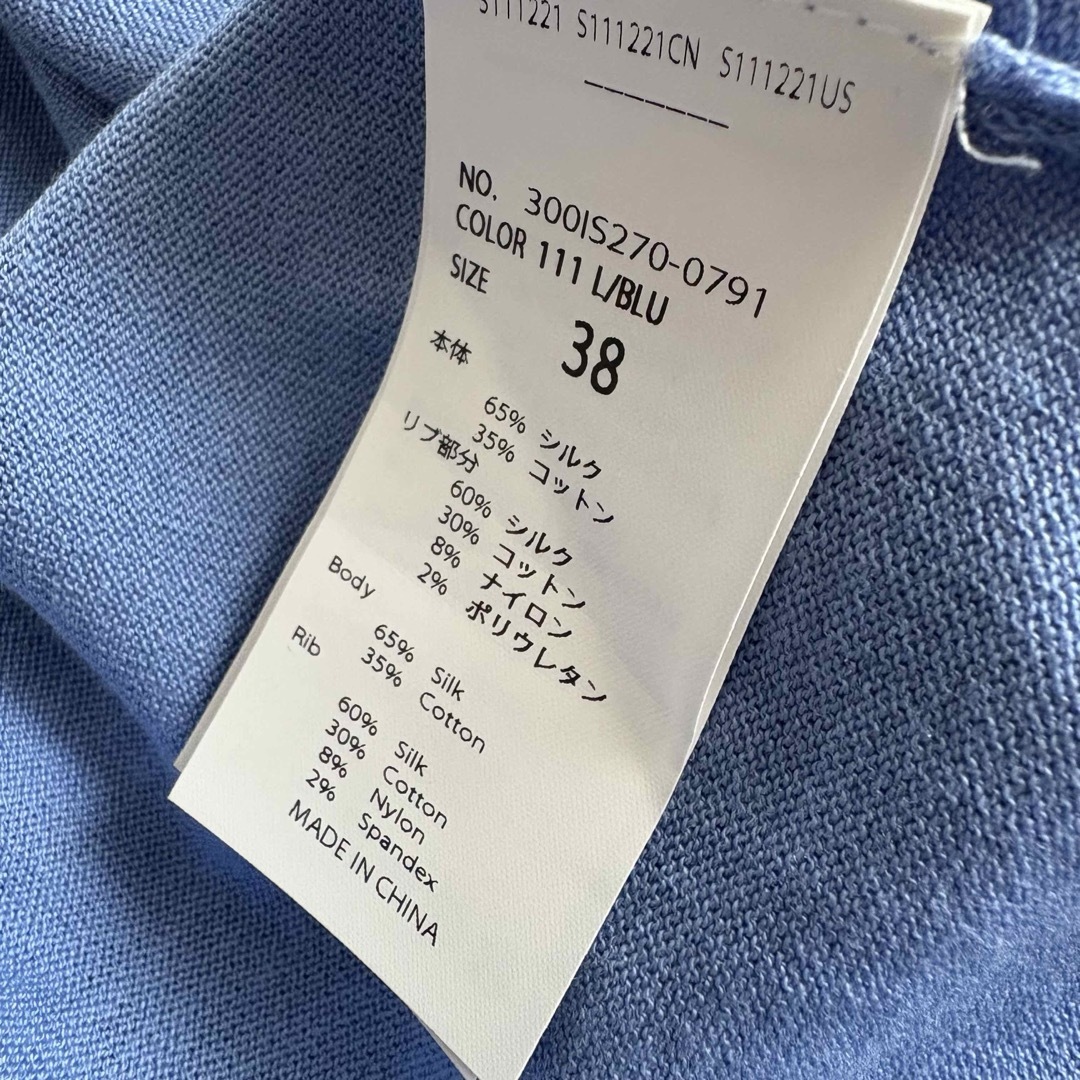 S111221 S111221CN S111221US
-------
NO. 300IS270-0791
COLOR 111 L/BLU
SIZE 38
本体
65% シルク
35% コットン
リブ部分
60% シルク
30% コットン
8% ナイロン
2% ポリウレタン
Body
65% Silk
35% Cotton
Rib
60% Silk
30% Cotton
8% Nylon
2% Spandex
MADE IN CHINA